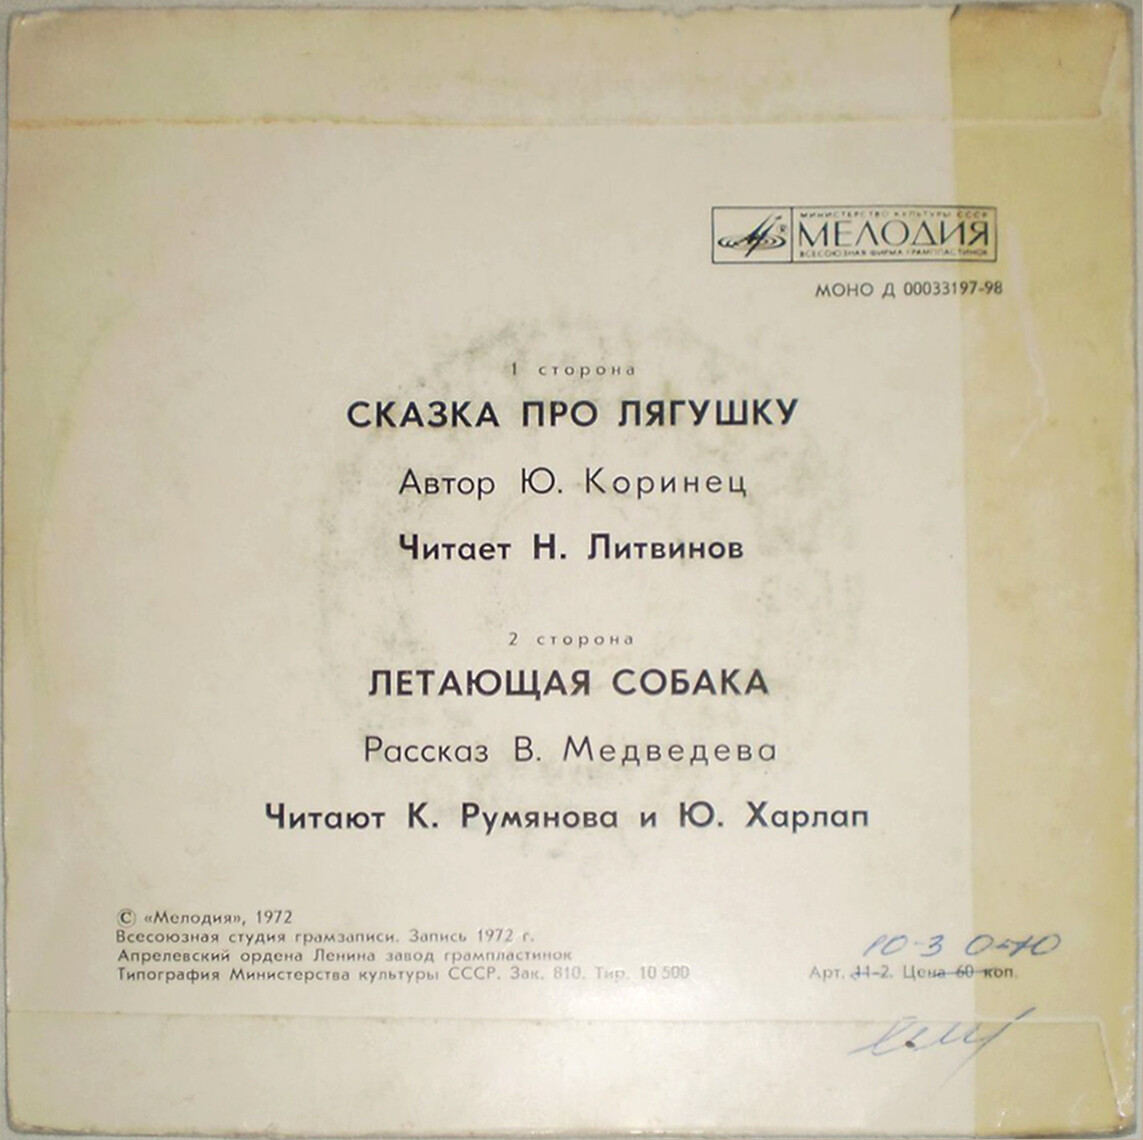 МИНИСТЕРСТВО КУЛЬТУРЫ СССР
МЕЛОДИЯ
ВСЕСОЮЗНАЯ ФИРМА ГРАМПЛАСТИНОК
МОНО Д 00033197-98
1 сторона
СКАЗКА ПРО ЛЯГУШКУ
Автор Ю. Коринец
Читает Н. Литвинов
2 сторона
ЛЕТАЮЩАЯ СОБАКА
Рассказ В. Медведева
Читают К. Румянова и Ю. Харлап
© «Мелодия», 1972
Всесоюзная студия грамзаписи. Запись 1972 г.
Апрелевский ордена Ленина завод грампластинок
Типография Министерства культуры СССР. Зак. 810. Тир. 10 500
10-3 0-70
Арт. 11-2. Цена 60 коп.